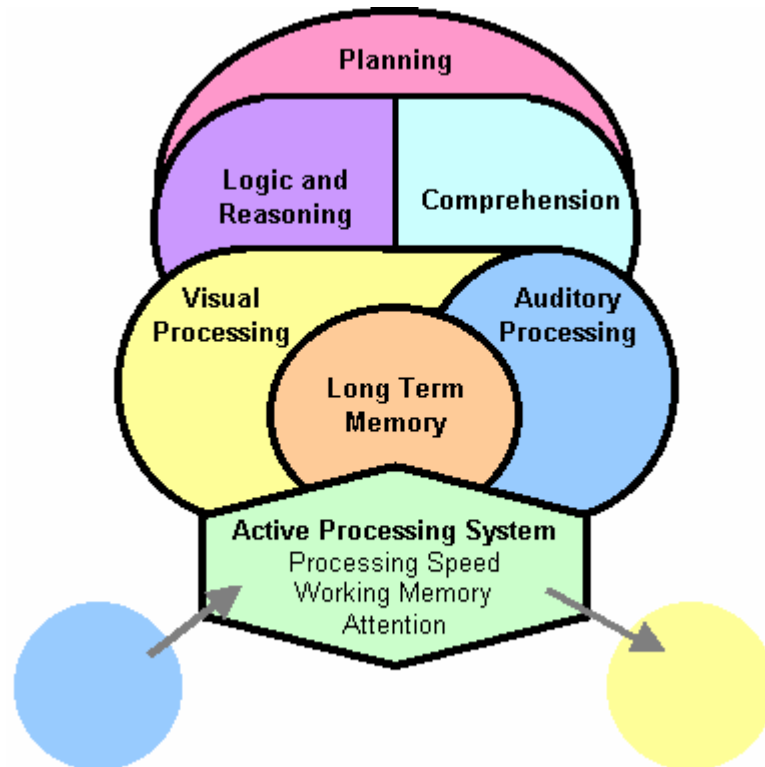 Planning
Logic and
Reasoning
Comprehension
Visual
Processing
Auditory
Processing
Long Term
Memory
Active Processing System
Processing Speed
Working Memory
Attention